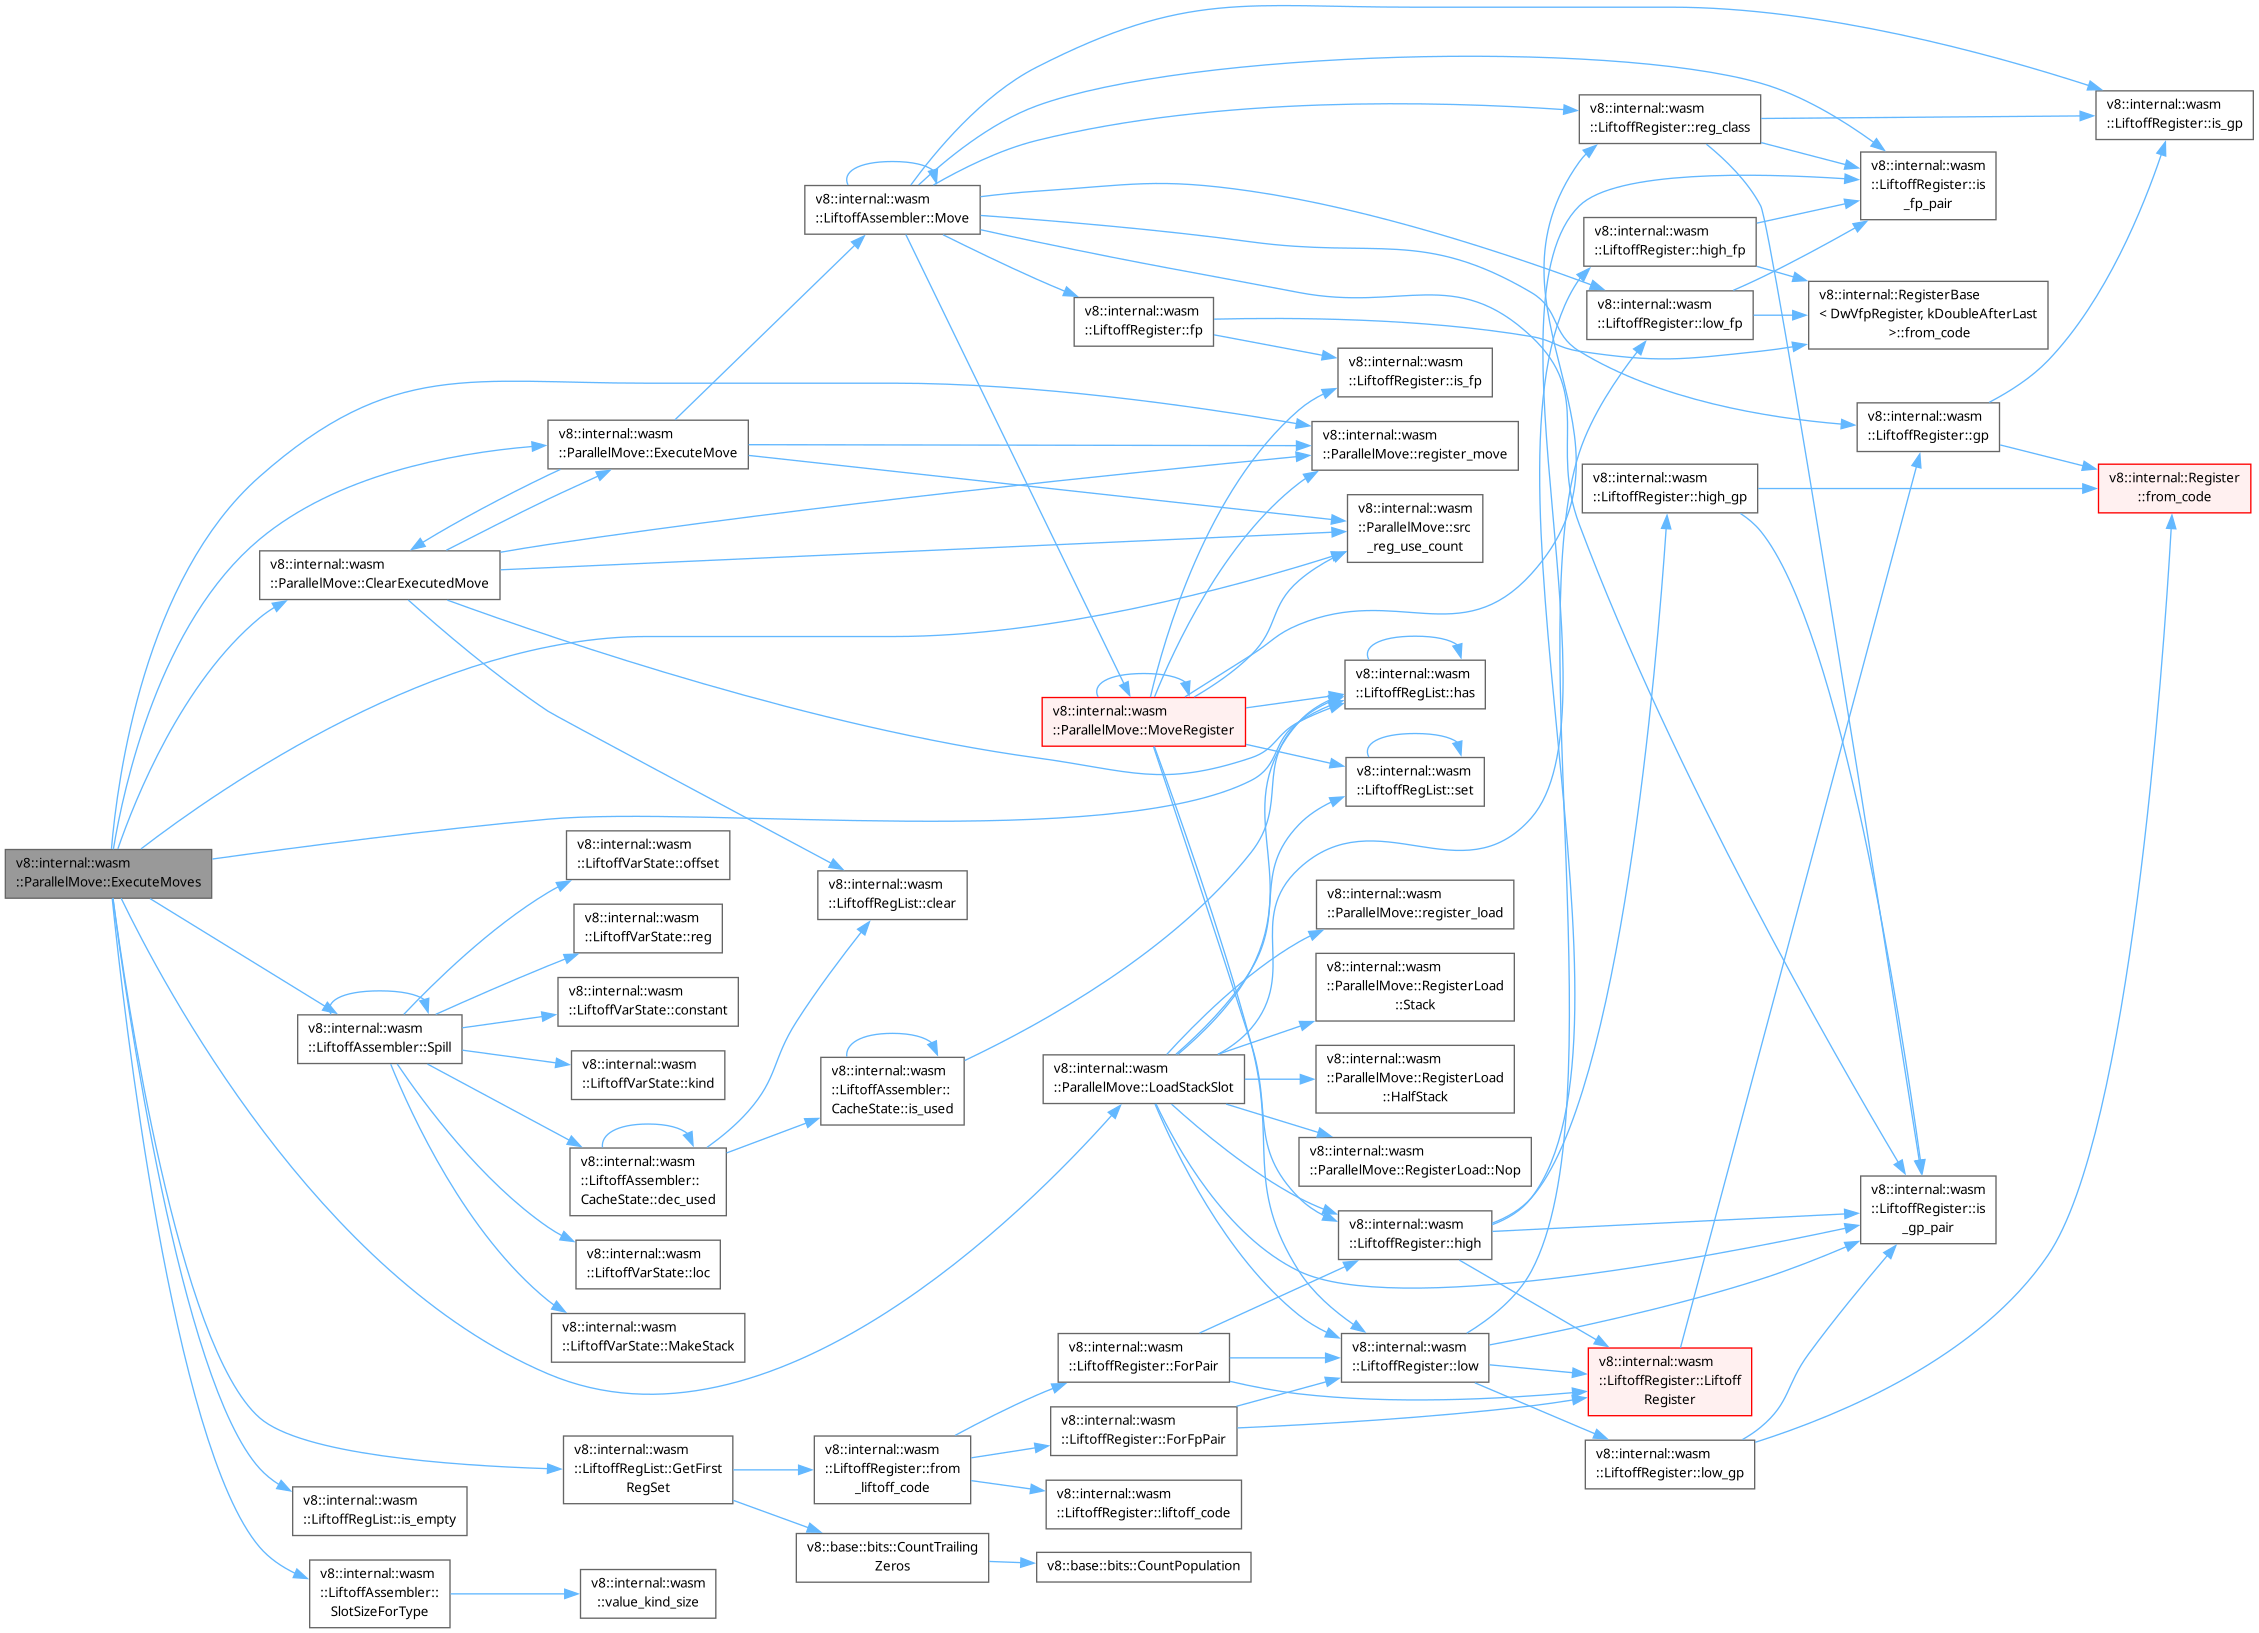 v8::internal::wasm
::ParallelMove::ExecuteMoves
v8::internal::wasm
::ParallelMove::ClearExecutedMove
v8::internal::wasm
::LiftoffAssembler::Spill
v8::internal::wasm
::LiftoffRegList::is_empty
v8::internal::wasm
::LiftoffAssembler::
SlotSizeForType
v8::internal::wasm
::ParallelMove::ExecuteMove
v8::internal::wasm
::LiftoffVarState::offset
v8::internal::wasm
::LiftoffVarState::reg
v8::internal::wasm
::LiftoffVarState::constant
v8::internal::wasm
::LiftoffVarState::kind
v8::internal::wasm
::LiftoffAssembler::
CacheState::dec_used
v8::internal::wasm
::LiftoffVarState::loc
v8::internal::wasm
::LiftoffVarState::MakeStack
v8::internal::wasm
::LiftoffRegList::GetFirst
RegSet
v8::internal::wasm
::value_kind_size
v8::internal::wasm
::LiftoffAssembler::Move
v8::internal::wasm
::LiftoffRegList::clear
v8::internal::wasm
::LiftoffAssembler::
CacheState::is_used
v8::internal::wasm
::LiftoffRegister::from
_liftoff_code
v8::base::bits::CountTrailing
Zeros
v8::internal::wasm
::LiftoffRegister::fp
v8::internal::wasm
::ParallelMove::MoveRegister
v8::internal::wasm
::ParallelMove::LoadStackSlot
v8::internal::wasm
::LiftoffRegister::ForPair
v8::internal::wasm
::LiftoffRegister::ForFpPair
v8::internal::wasm
::LiftoffRegister::liftoff_code
v8::base::bits::CountPopulation
v8::internal::wasm
::LiftoffRegister::is_fp
v8::internal::wasm
::ParallelMove::register_move
v8::internal::wasm
::ParallelMove::src
_reg_use_count
v8::internal::wasm
::LiftoffRegList::has
v8::internal::wasm
::LiftoffRegList::set
v8::internal::wasm
::ParallelMove::register_load
v8::internal::wasm
::ParallelMove::RegisterLoad
::Stack
v8::internal::wasm
::ParallelMove::RegisterLoad
::HalfStack
v8::internal::wasm
::ParallelMove::RegisterLoad::Nop
v8::internal::wasm
::LiftoffRegister::high
v8::internal::wasm
::LiftoffRegister::low
v8::internal::wasm
::LiftoffRegister::reg_class
v8::internal::wasm
::LiftoffRegister::high_fp
v8::internal::wasm
::LiftoffRegister::low_fp
v8::internal::wasm
::LiftoffRegister::high_gp
v8::internal::wasm
::LiftoffRegister::Liftoff
Register
v8::internal::wasm
::LiftoffRegister::low_gp
v8::internal::wasm
::LiftoffRegister::is
_fp_pair
v8::internal::RegisterBase
< DwVfpRegister, kDoubleAfterLast
>::from_code
v8::internal::wasm
::LiftoffRegister::gp
v8::internal::wasm
::LiftoffRegister::is
_gp_pair
v8::internal::wasm
::LiftoffRegister::is_gp
v8::internal::Register
::from_code